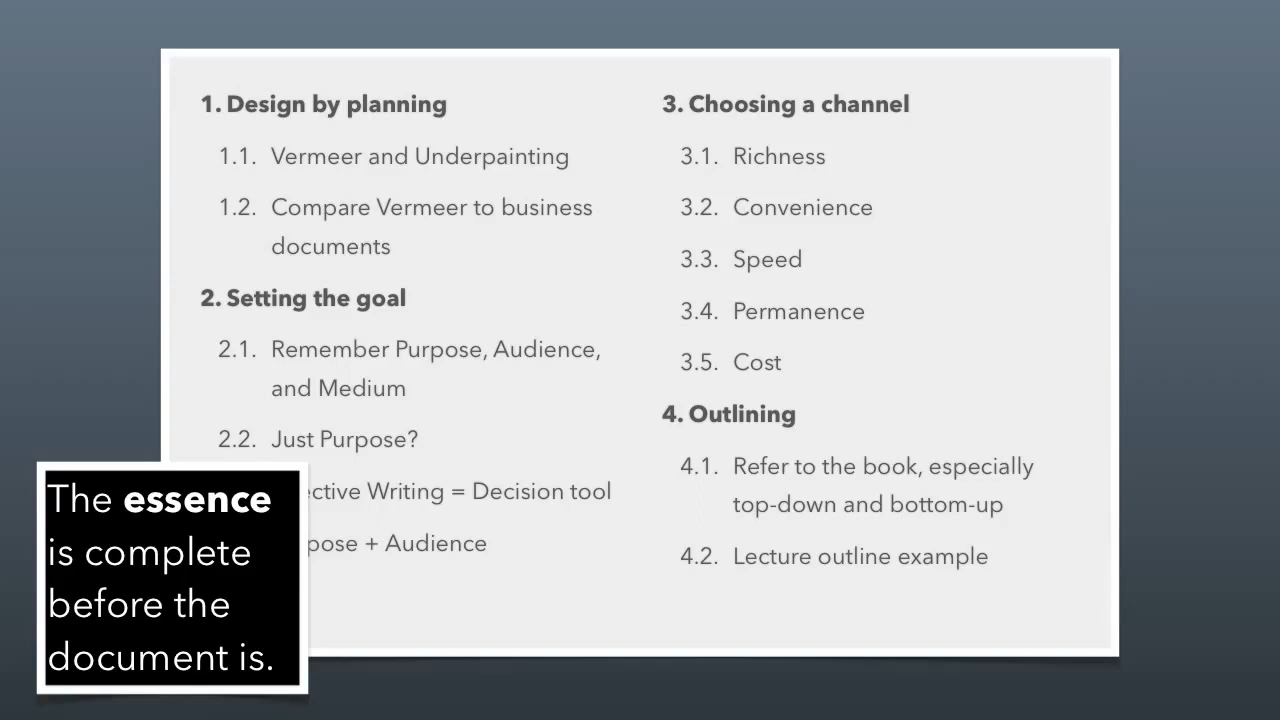 1. Design by planning
1.1. Vermeer and Underpainting
1.2. Compare Vermeer to business
documents
2. Setting the goal
2.1. Remember Purpose, Audience,
and Medium
2.2. Just Purpose?
Writing = Decision tool
+ Audience
3. Choosing a channel
3.1. Richness
3.2. Convenience
3.3. Speed
3.4. Permanence
3.5. Cost
4. Outlining
4.1. Refer to the book, especially
top-down and bottom-up
4.2. Lecture outline example
The essence
is complete
before the
document is.